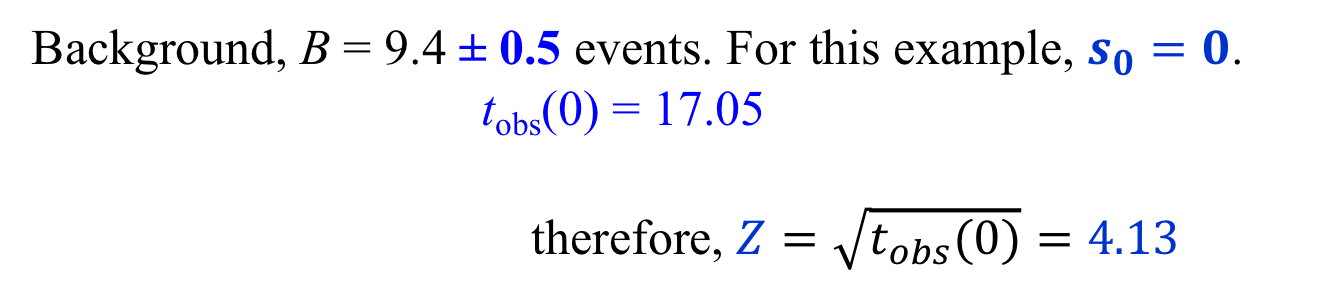 Background, B = 9.4 ± 0.5 events. For this example, s₀ = 0.
t_obs(0) = 17.05
therefore, Z = √t_obs(0) = 4.13